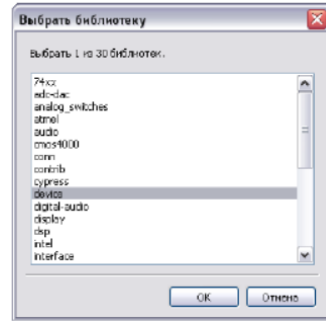 Выбрать библиотеку
Выбрать 1 из 30 библиотек.
74xx
adc-dac
analog_switches
atmel
audio
cmos4000
conn
contrib
cypress
device
digital-audio
display
dsp
intel
interface
OK
Отмена